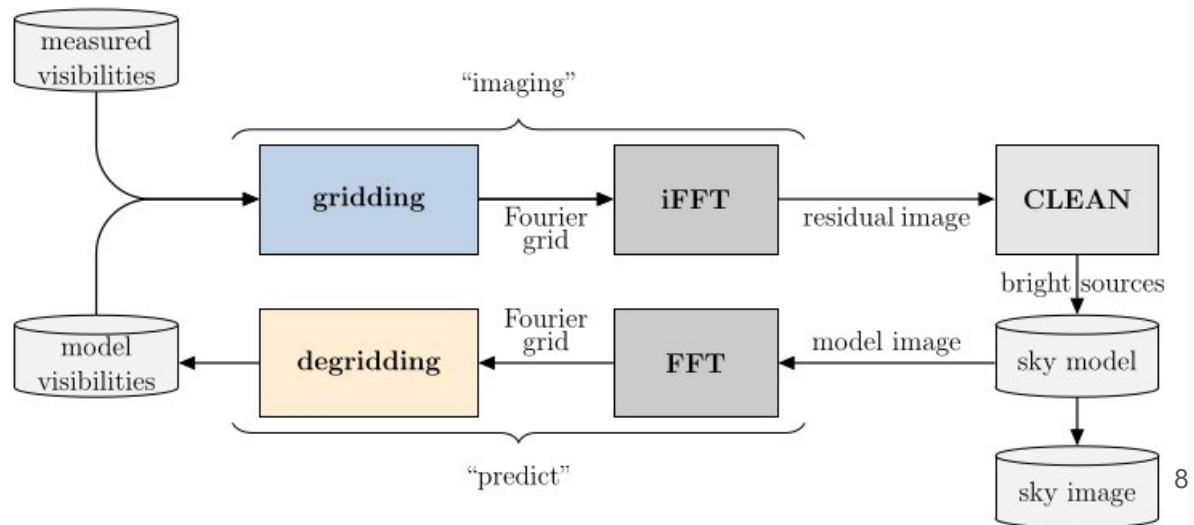 measured
visibilities
“imaging”
gridding
Fourier
grid
iFFT
residual image
CLEAN
bright sources
model
visibilities
degridding
Fourier
grid
FFT
model image
sky model
“predict”
sky image
8